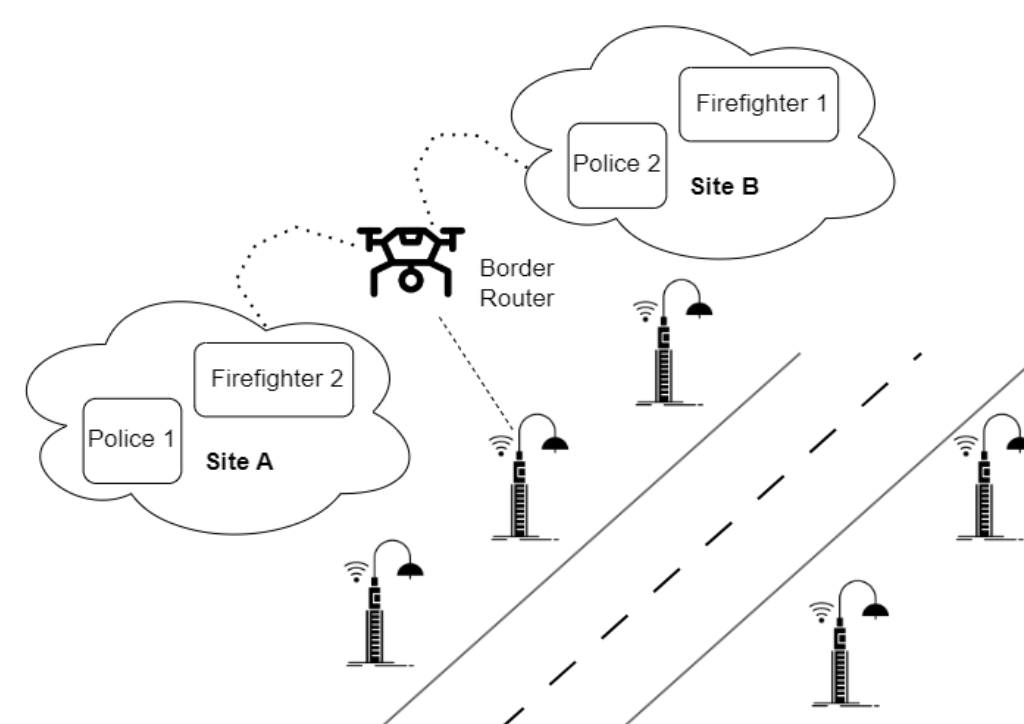 Firefighter 1
Police 2
Site B
Border
Router
Firefighter 2
Police 1
Site A